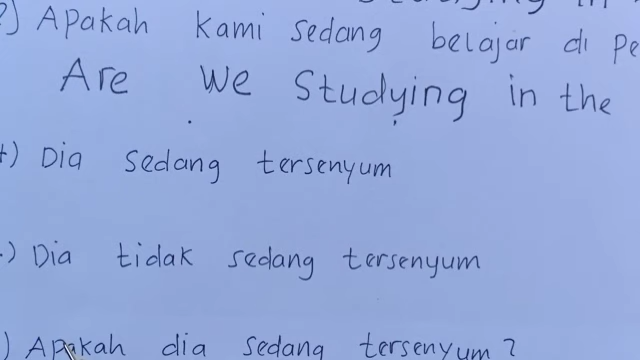 ?) Apakah kami sedang belajar di pe
Are We Studying in the
+) Dia sedang tersenyum
-) Dia tidak sedang tersenyum
) Apakah dia sedang tersenyum?